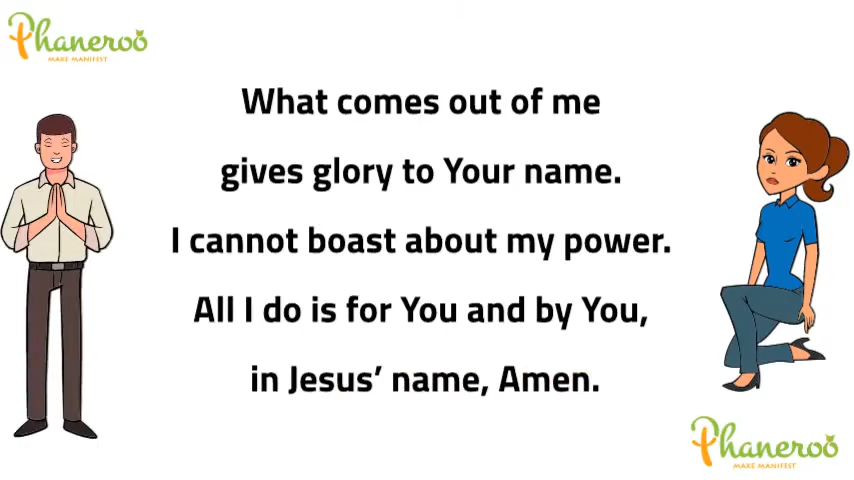 Phaneroo
MAKE MANIFEST
What comes out of me
gives glory to Your name.
I cannot boast about my power.
All I do is for You and by You,
in Jesus’ name, Amen.
Phaneroo
MAKE MANIFEST